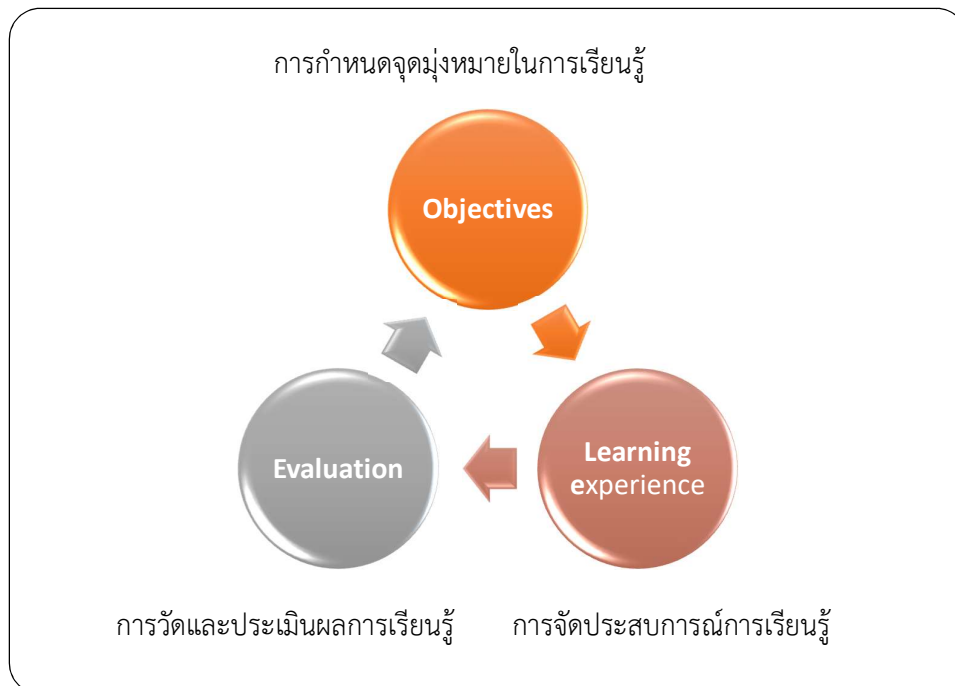 การกำหนดจุดมุ่งหมายในการเรียนรู้
Objectives
Evaluation
Learning
experience
การวัดและประเมินผลการเรียนรู้
การจัดประสบการณ์การเรียนรู้